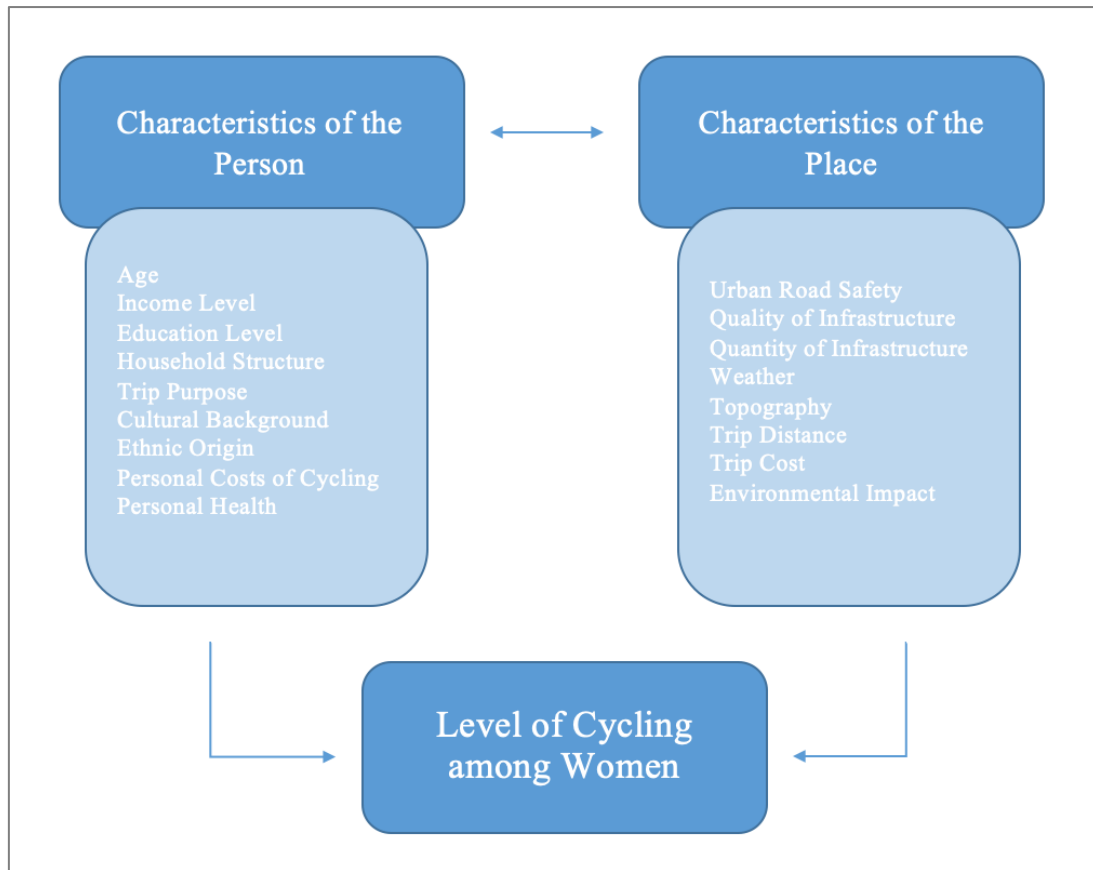 Characteristics of the
Person
Characteristics of the
Place
Age
Income Level
Education Level
Household Structure
Trip Purpose
Cultural Background
Ethnic Origin
Personal Costs of Cycling
Personal Health
Urban Road Safety
Quality of Infrastructure
Quantity of Infrastructure
Weather
Topography
Trip Distance
Trip Cost
Environmental Impact
Level of Cycling
among Women